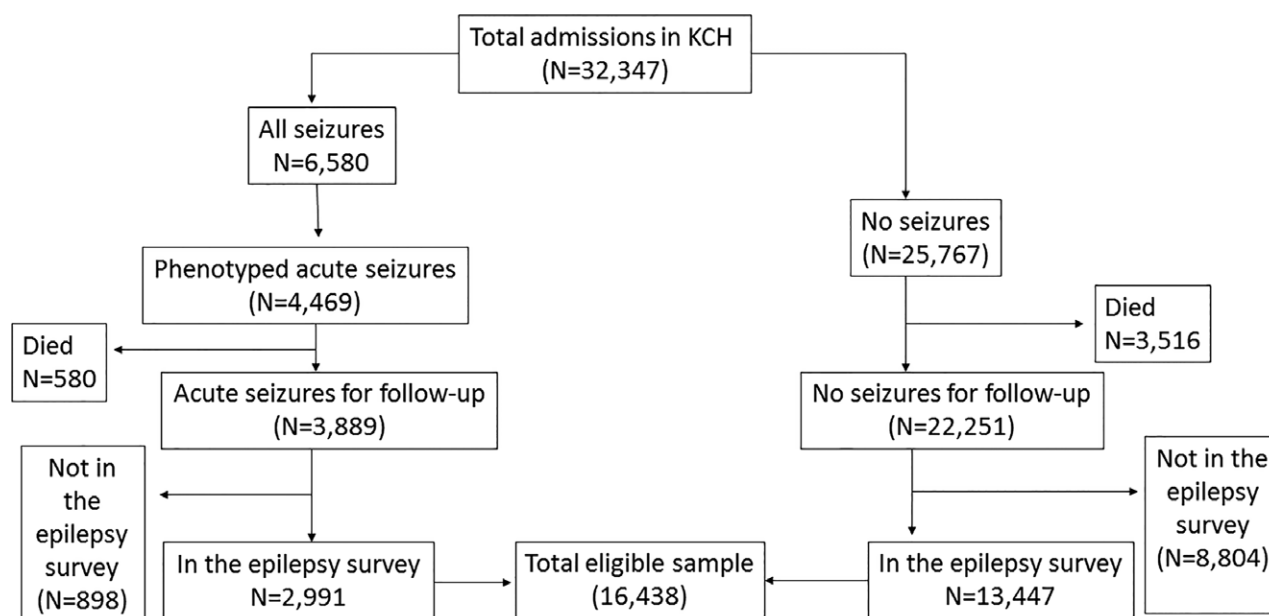 Total admissions in KCH
(N=32,347)
All seizures
N=6,580
No seizures
(N=25,767)
Phenotyped acute seizures
(N=4,469)
Died
N=580
Died
N=3,516
Acute seizures for follow-up
(N=3,889)
No seizures for follow-up
(N=22,251)
Not in
the
epilepsy
survey
(N=898)
Not in the
epilepsy
survey
(N=8,804)
In the epilepsy survey
N=2,991
Total eligible sample
(16,438)
In the epilepsy survey
N=13,447